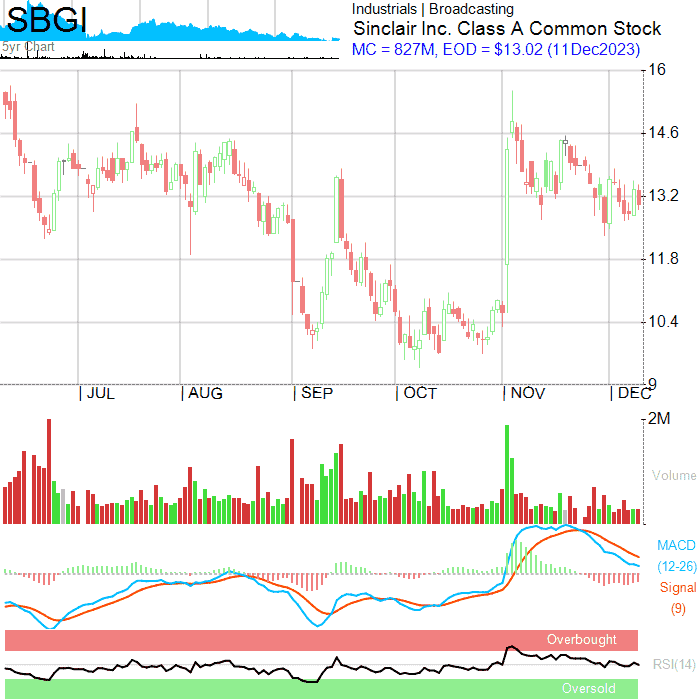 SBGI
5yr Chart
Industrials | Broadcasting
Sinclair Inc. Class A Common Stock
MC = 827M, EOD = $13.02 (11Dec2023)
16
14.6
13.2
11.8
10.4
9
| JUL
| AUG
| SEP
| OCT
| NOV
| DEC
2M
Volume
MACD
(12-26)
Signal
(9)
Overbought
RSI(14)
Oversold